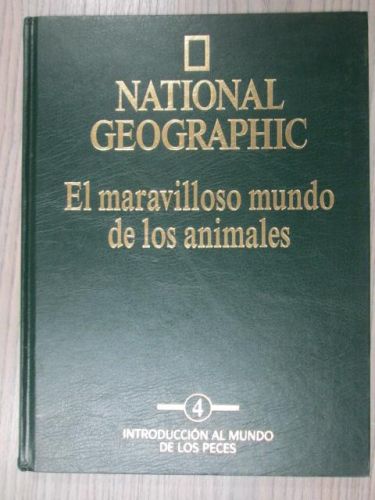 NATIONAL
GEOGRAPHIC
El maravilloso mundo
de los animales
4
INTRODUCCIÓN AL MUNDO
DE LOS PECES